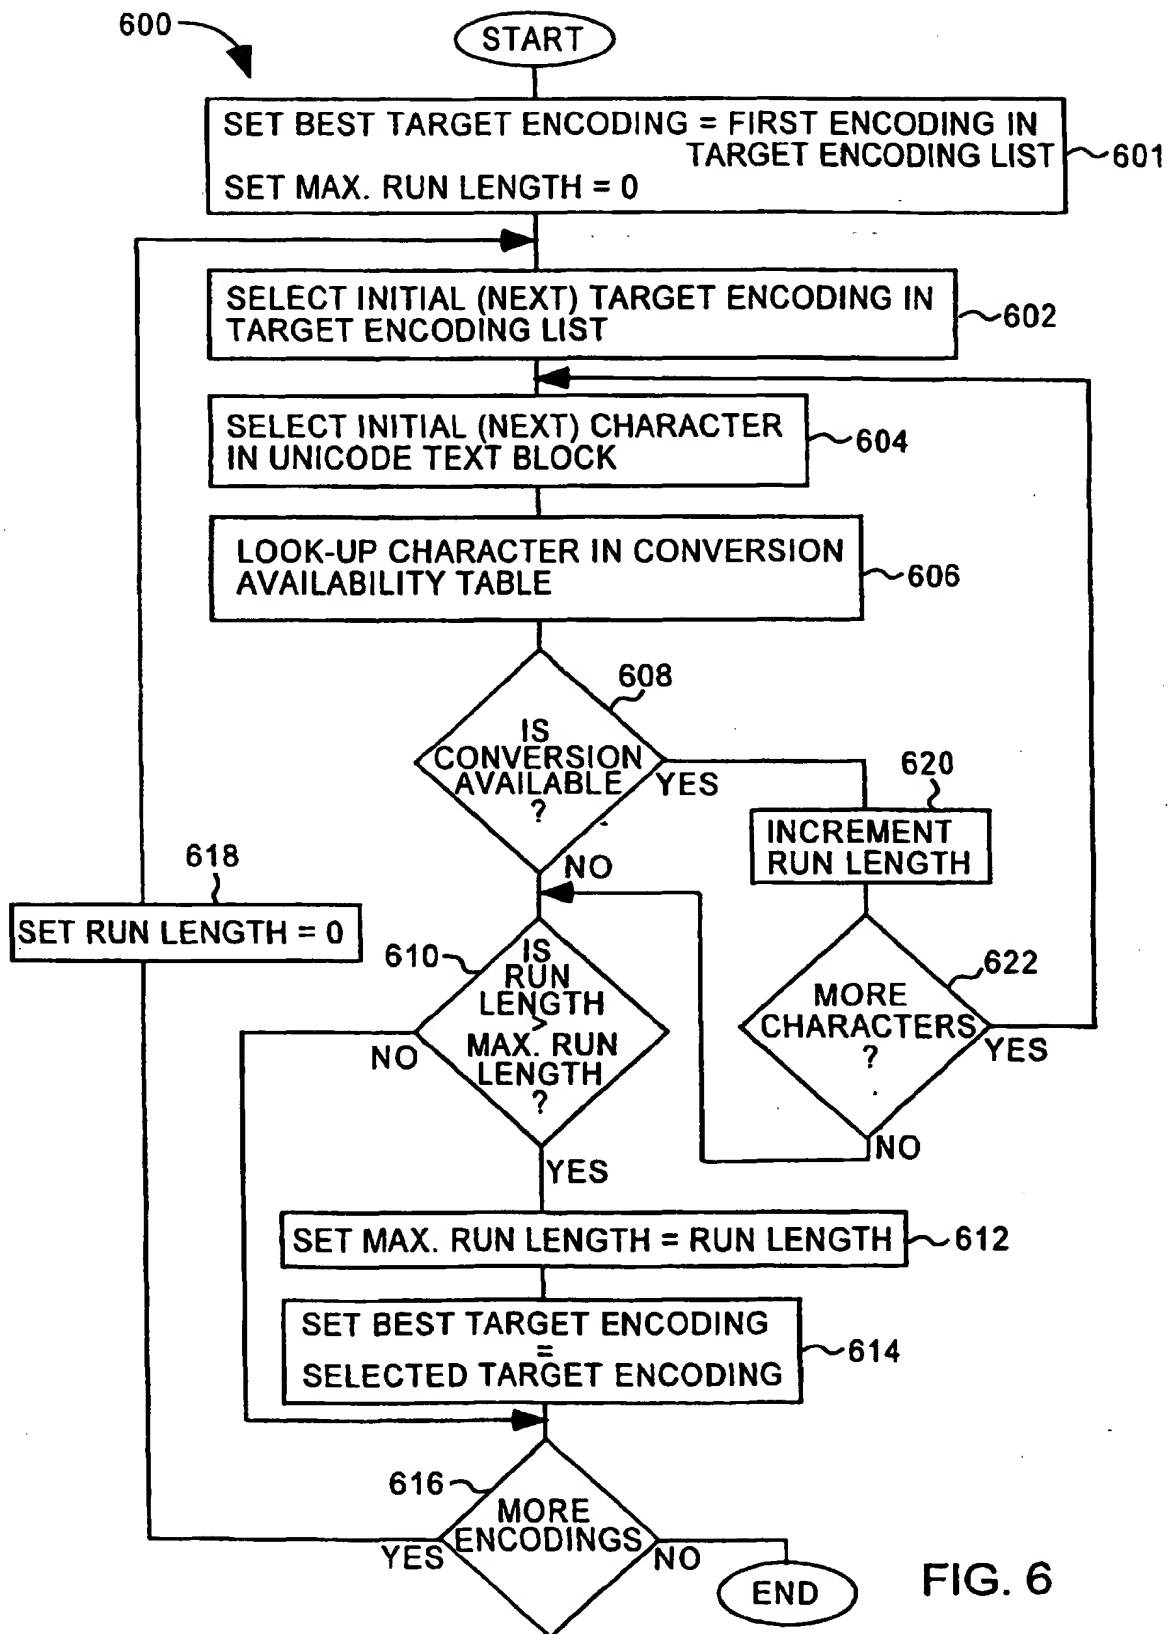 600
START
SET BEST TARGET ENCODING = FIRST ENCODING IN
TARGET ENCODING LIST
SET MAX. RUN LENGTH = 0
601
SELECT INITIAL (NEXT) TARGET ENCODING IN
TARGET ENCODING LIST
602
SELECT INITIAL (NEXT) CHARACTER
IN UNICODE TEXT BLOCK
604
LOOK-UP CHARACTER IN CONVERSION
AVAILABILITY TABLE
606
608
IS
CONVERSION
AVAILABLE
?
YES
NO
620
INCREMENT
RUN LENGTH
618
SET RUN LENGTH = 0
610
IS
RUN
LENGTH
>
MAX. RUN
LENGTH
?
NO
YES
622
MORE
CHARACTERS
?
YES
NO
SET MAX. RUN LENGTH = RUN LENGTH
612
SET BEST TARGET ENCODING
=
SELECTED TARGET ENCODING
614
616
MORE
ENCODINGS
YES
NO
END
FIG. 6